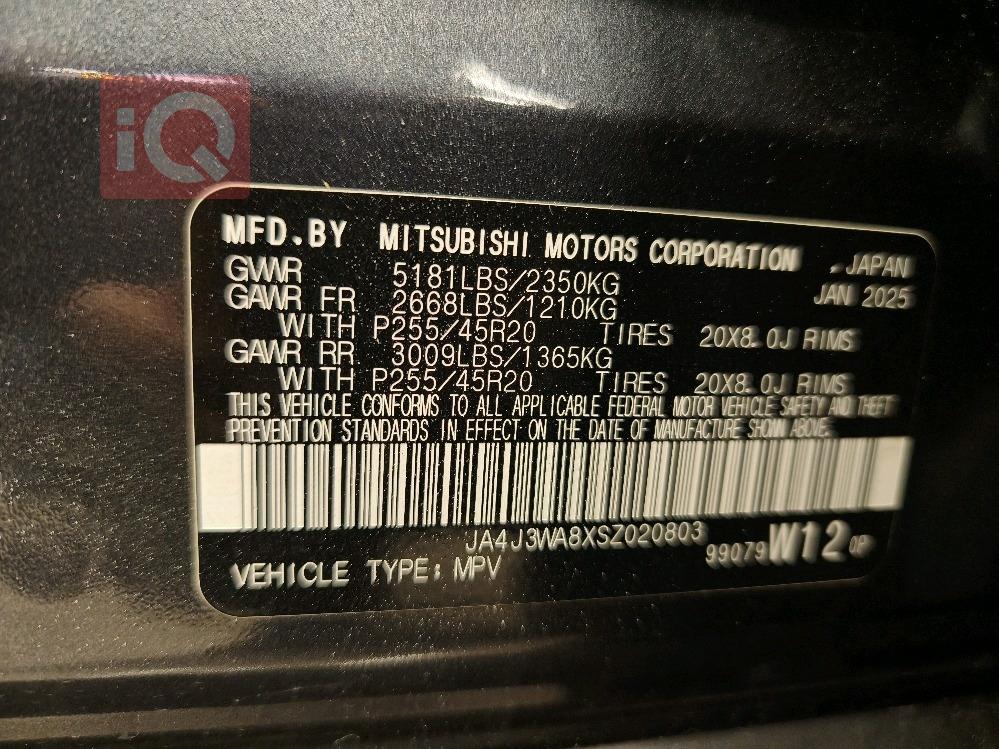 iQ
MFD.BY MITSUBISHI MOTORS CORPORATION , JAPAN
GVWR 5181LBS/2350KG JAN 2025
GAWR FR 2668LBS/1210KG
WITH P255/45R20 TIRES 20X8.0J RIMS
GAWR RR 3009LBS/1365KG
WITH P255/45R20 TIRES 20X8.0J RIMS
THIS VEHICLE CONFORMS TO ALL APPLICABLE FEDERAL MOTOR VEHICLE SAFETY AND THEFT
PREVENTION STANDARDS IN EFFECT ON THE DATE OF MANUFACTURE SHOWN ABOVE.
JA4J3WA8XSZ020803
99079 W12 OP
VEHICLE TYPE: MPV